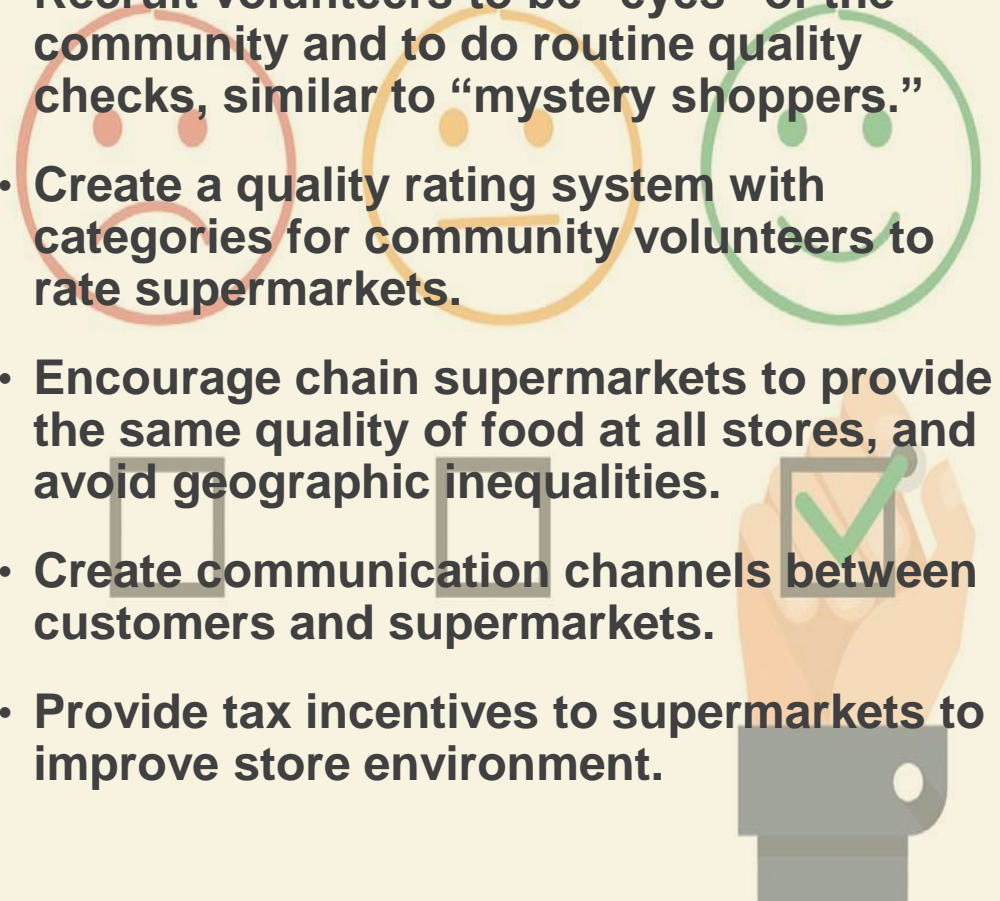 Recruit volunteers to be “eyes” of the
community and to do routine quality
checks, similar to “mystery shoppers.”
• Create a quality rating system with
categories for community volunteers to
rate supermarkets.
• Encourage chain supermarkets to provide
the same quality of food at all stores, and
avoid geographic inequalities.
• Create communication channels between
customers and supermarkets.
• Provide tax incentives to supermarkets to
improve store environment.